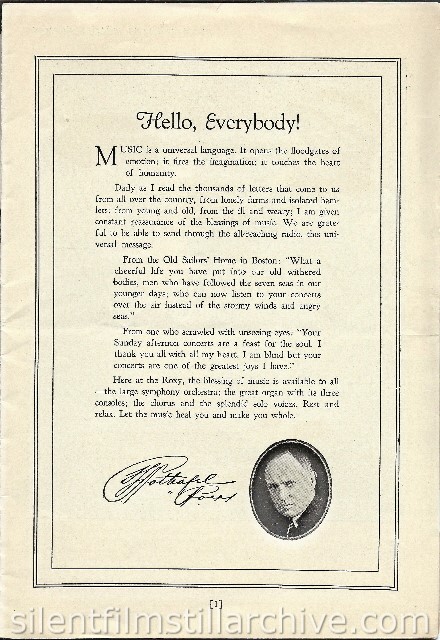 Hello, Everybody!
MUSIC is a universal language. It opens the floodgates of
emotion; it fires the imagination; it touches the heart
of humanity.
Daily as I read the thousands of letters that come to us
from all over the country, from lonely farms and isolated ham-
lets; from young and old, from the ill and weary; I am given
constant reassurance of the blessings of music. We are grate-
ful to be able to send through the all-reaching radio, this uni-
versal message.
From the Old Sailors' Home in Boston: "What a
cheerful life you have put into our old withered
bodies, men who have followed the seven seas in our
younger days; who can now listen to your concerts
over the air instead of the stormy winds and angry
seas."
From one who scrawled with unseeing eyes. "Your
Sunday afternoon concerts are a feast for the soul. I
thank you all with all my heart. I am blind but your
concerts are one of the greatest joys I have."
Here at the Roxy, the blessing of music is available to all
. the large symphony orchestra; the great organ with its three
consoles; the chorus and the splendid solo voices. Rest and
relax. Let the music heal you and make you whole.
S L Rothafel
"Roxy"
[1]
silentfilmstillarchive.com